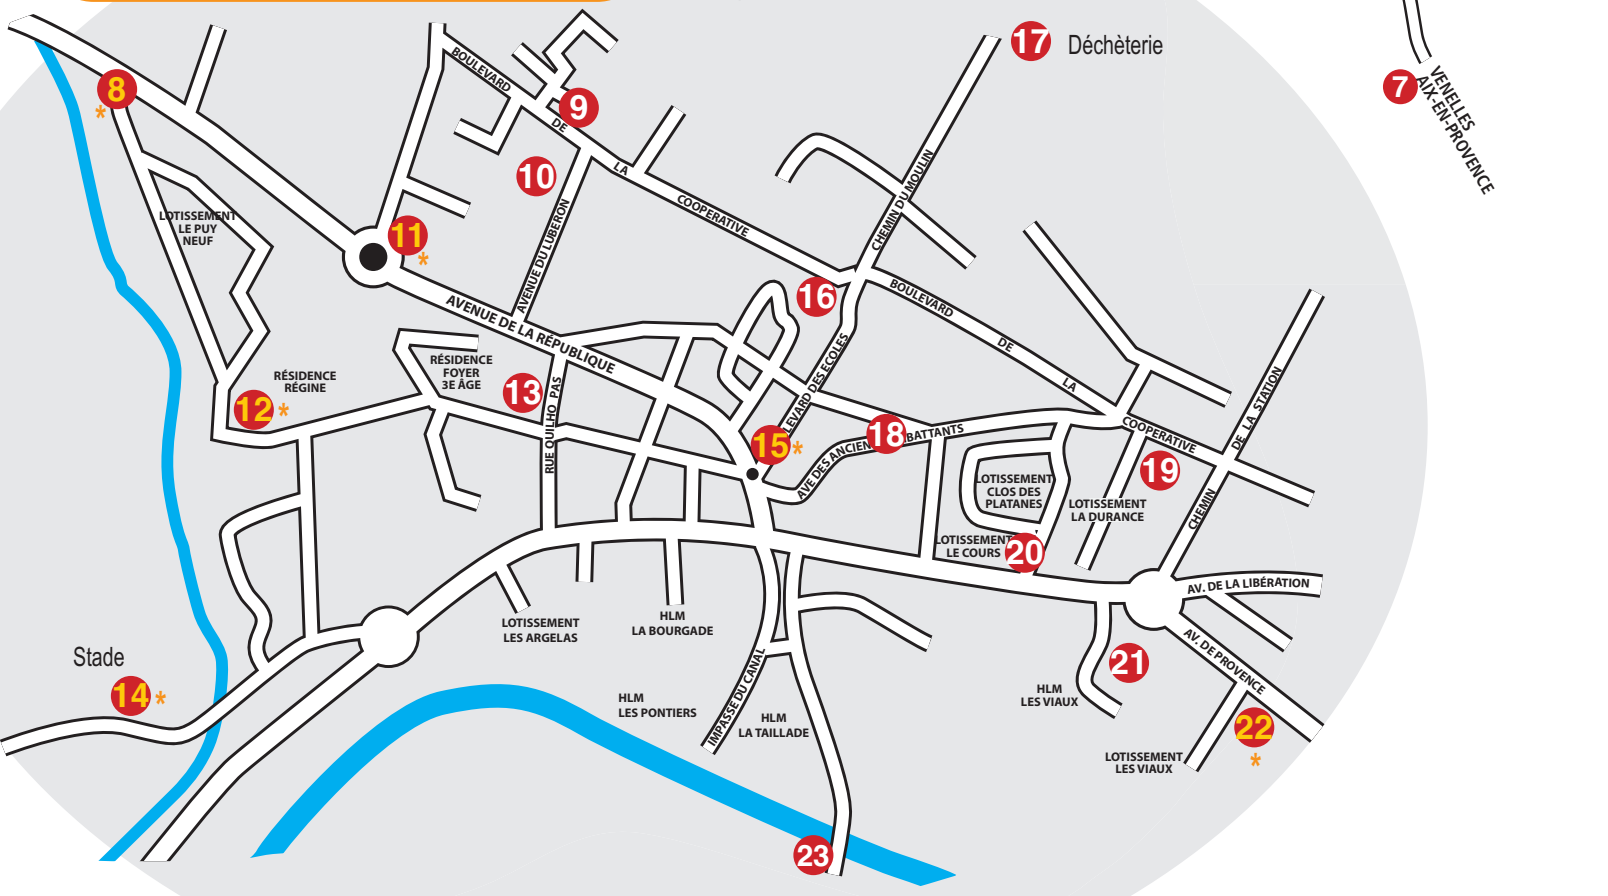 17 Déchèterie
7
VENELLES
AIX-EN-PROVENCE
8
*
BOULEVARD
9
DE
LA
COOPERATIVE
10
CHEMIN DU MOULIN
LOTISSEMENT
LE PUY
NEUF
11
*
AVENUE DU LUBERON
16
BOULEVARD
DE
LA
COOPERATIVE
AVENUE DE LA RÉPUBLIQUE
RÉSIDENCE
FOYER
3E ÂGE
RÉSIDENCE
RÉGINE
12 *
13
RUE QUILHO PAS
LEVARD DES ECOLES
15 *
AVE DES ANCIEN
18
BATTANTS
CHEMIN
DE LA STATION
19
LOTISSEMENT
CLOS DES
PLATANES
LOTISSEMENT
LA DURANCE
LOTISSEMENT
LE COURS
20
AV. DE LA LIBÉRATION
LOTISSEMENT
LES ARGELAS
HLM
LA BOURGADE
AV. DE PROVENCE
Stade
14 *
21
HLM
LES VIAUX
HLM
LES PONTIERS
IMPASSE DU CANAL
HLM
LA TAILLADE
22
*
LOTISSEMENT
LES VIAUX
23